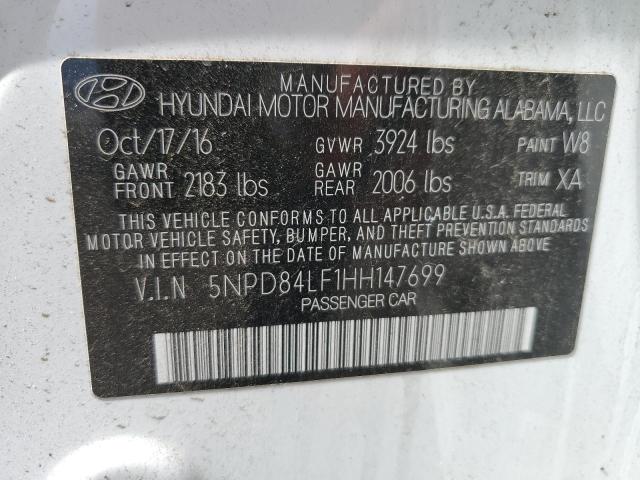 MANUFACTURED BY
HYUNDAI MOTOR MANUFACTURING ALABAMA, LLC
Oct/17/16 GVWR 3924 lbs PAINT W8
GAWR FRONT 2183 lbs GAWR REAR 2006 lbs TRIM XA
THIS VEHICLE CONFORMS TO ALL APPLICABLE U.S.A. FEDERAL
MOTOR VEHICLE SAFETY, BUMPER, AND THEFT PREVENTION STANDARDS
IN EFFECT ON THE DATE OF MANUFACTURE SHOWN ABOVE
V.I.N 5NPD84LF1HH147699
PASSENGER CAR